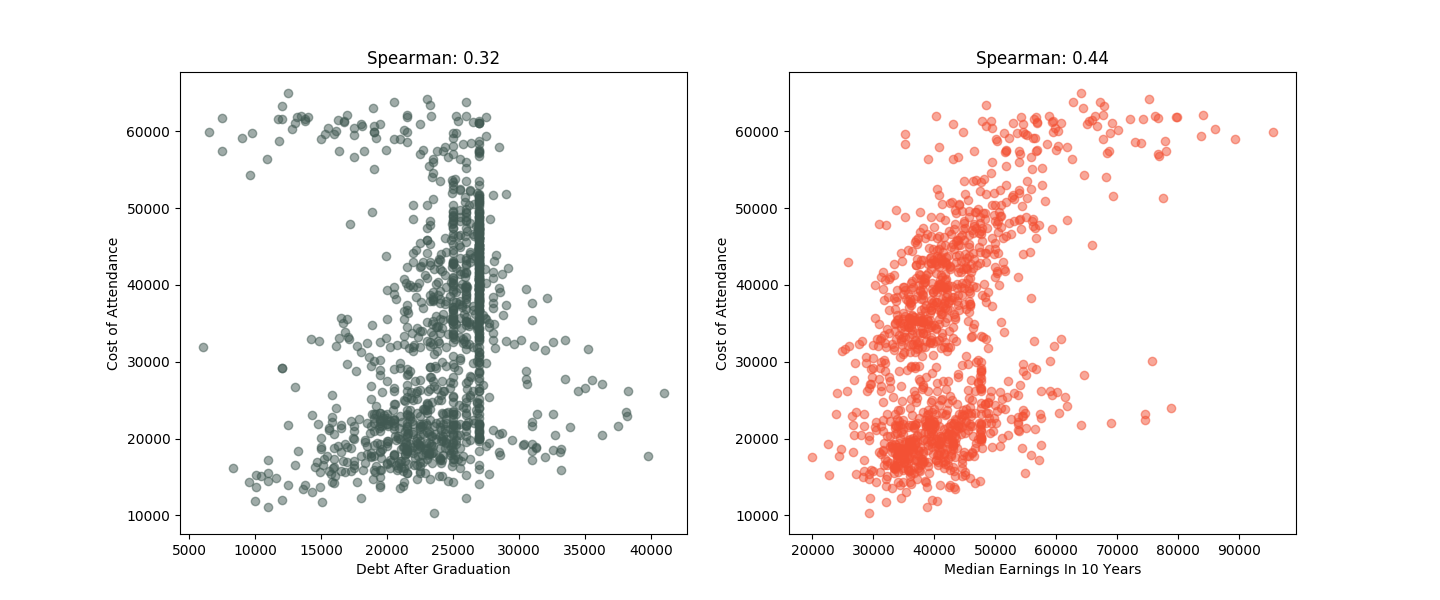 Spearman: 0.32
60000
50000
40000
30000
20000
10000
Cost of Attendance
5000 10000 15000 20000 25000 30000 35000 40000
Debt After Graduation
Spearman: 0.44
60000
50000
40000
30000
20000
10000
Cost of Attendance
20000 30000 40000 50000 60000 70000 80000 90000
Median Earnings In 10 Years